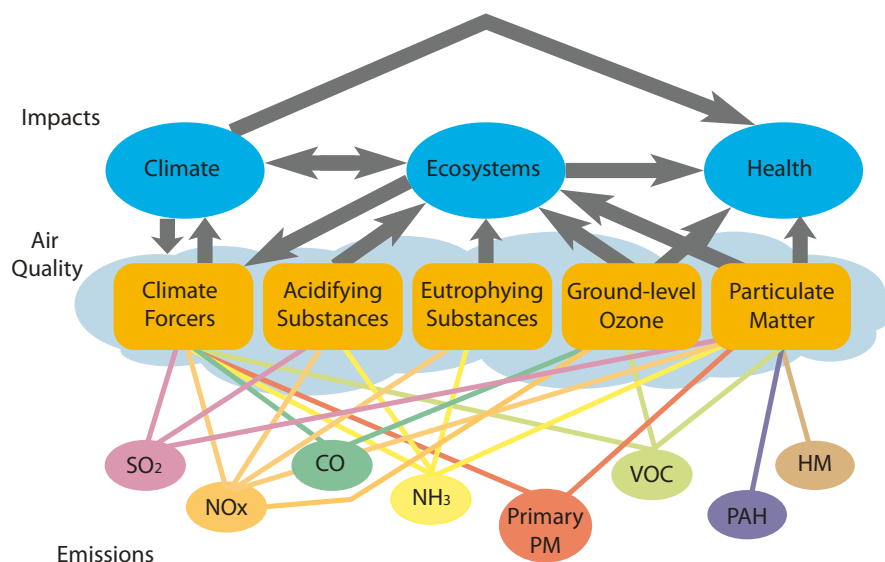 Impacts
Climate
Ecosystems
Health
Air
Quality
Climate
Forcers
Acidifying
Substances
Eutrophying
Substances
Ground-level
Ozone
Particulate
Matter
SO₂
NOx
CO
NH₃
Primary
PM
VOC
PAH
HM
Emissions